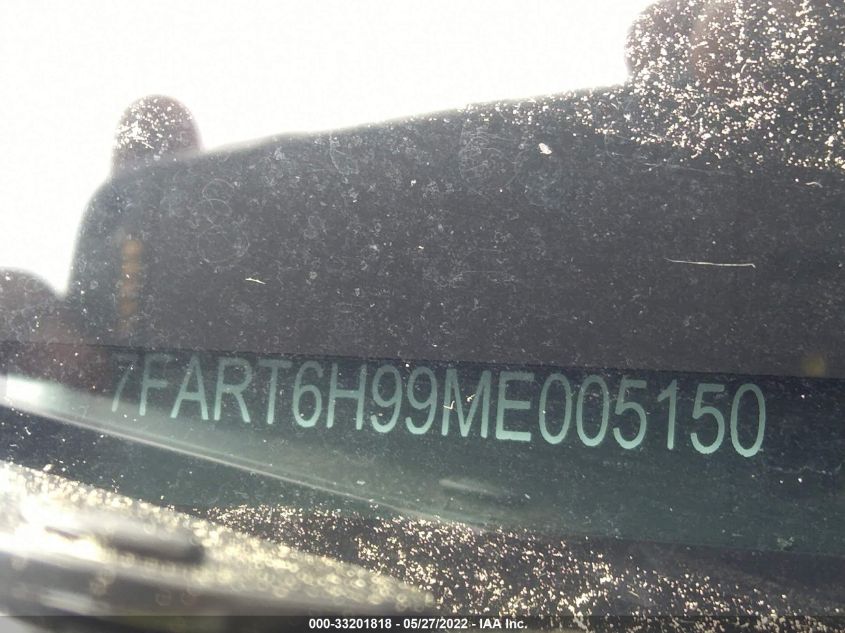 7FART6H99ME005150
000-33201818 - 05/27/2022 - IAA, Inc.